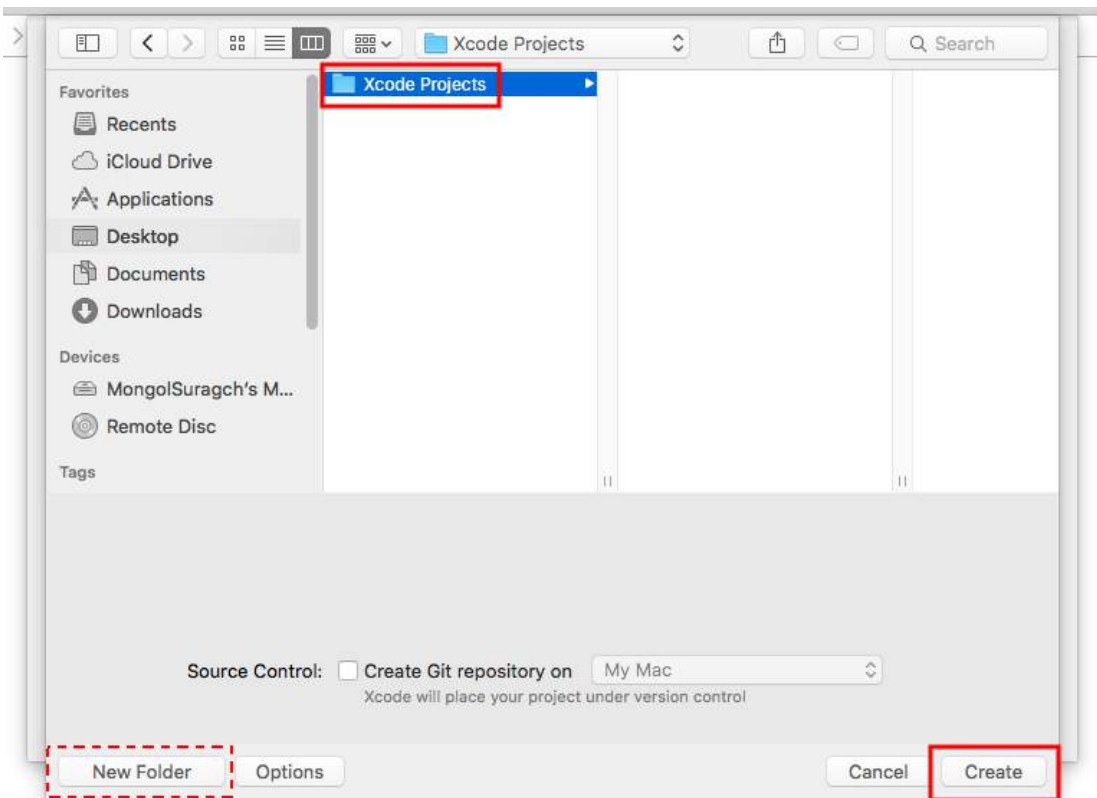 Xcode Projects
Search
Favorites
Recents
iCloud Drive
Applications
Desktop
Documents
Downloads
Devices
MongolSuragch's M...
Remote Disc
Tags
Xcode Projects
Source Control:
Create Git repository on
My Mac
Xcode will place your project under version control
New Folder
Options
Cancel
Create